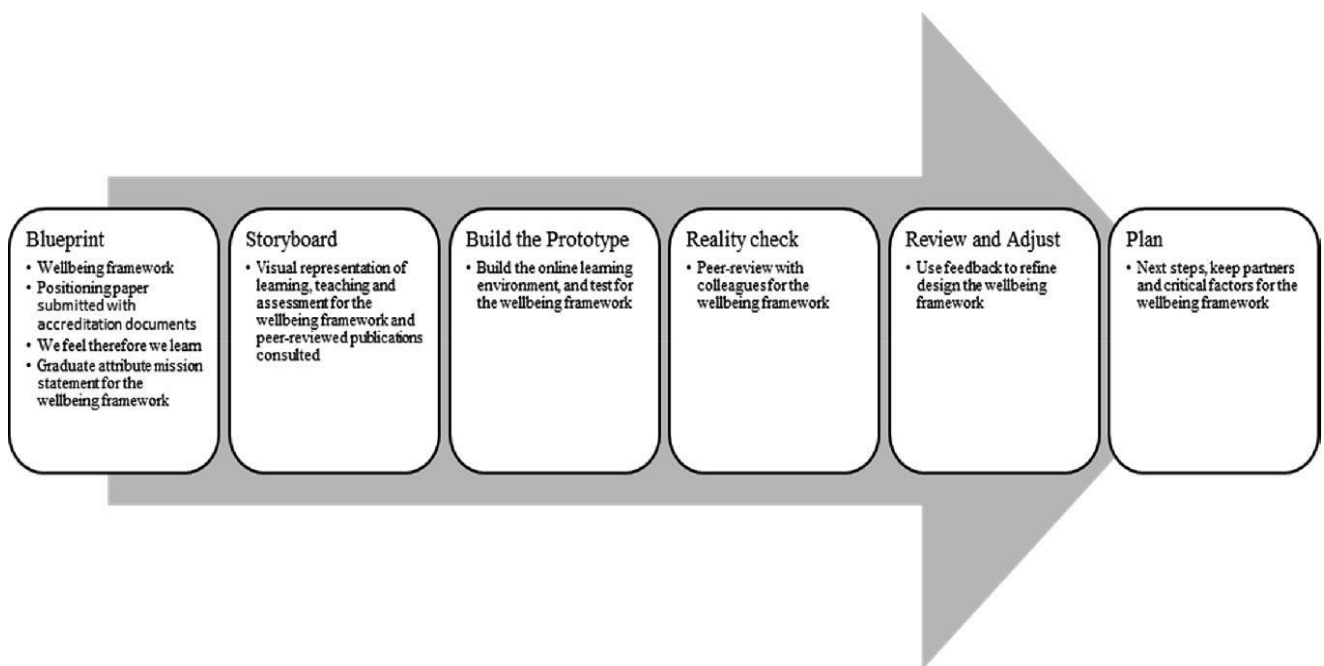 Blueprint
• Wellbeing framework
• Positioning paper
submitted with
accreditation documents
• We feel therefore we learn
• Graduate attribute mission
statement for the
wellbeing framework
Storyboard
• Visual representation of
learning, teaching and
assessment for the
wellbeing framework and
peer-reviewed publications
consulted
Build the Prototype
• Build the online learning
environment, and test for
the wellbeing framework
Reality check
• Peer-review with
colleagues for the
wellbeing framework
Review and Adjust
• Use feedback to refine
design the wellbeing
framework
Plan
• Next steps, keep partners
and critical factors for the
wellbeing framework